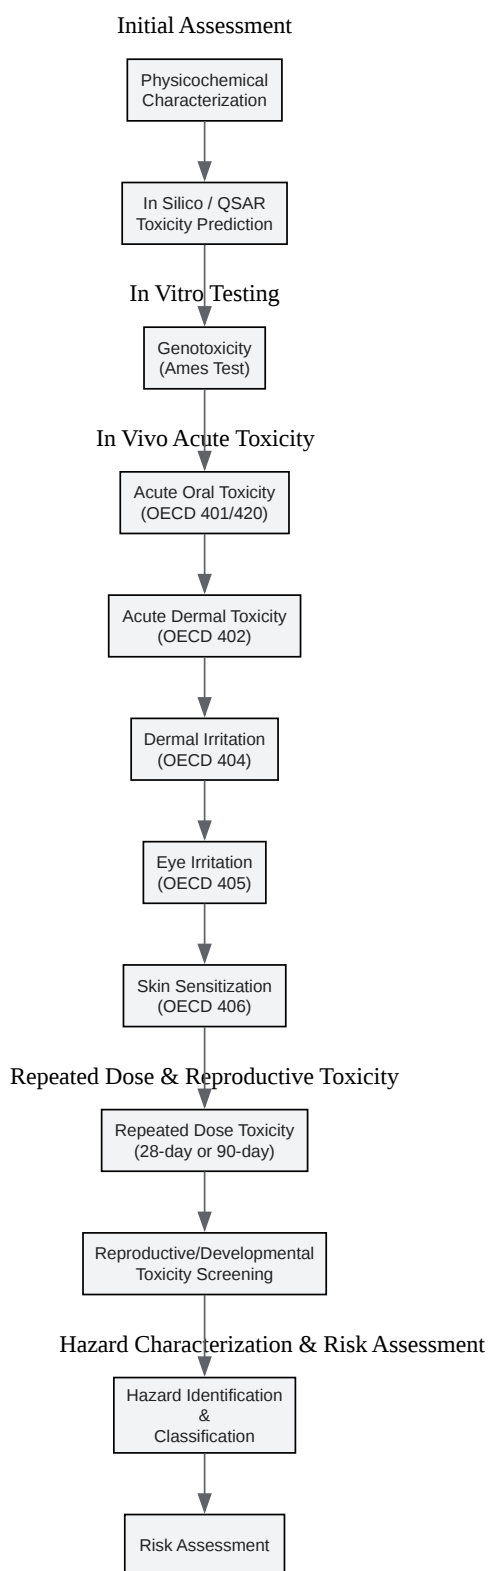 Initial Assessment
Physicochemical
Characterization
In Silico / QSAR
Toxicity Prediction
In Vitro Testing
Genotoxicity
(Ames Test)
In Vivo Acute Toxicity
Acute Oral Toxicity
(OECD 401/420)
Acute Dermal Toxicity
(OECD 402)
Dermal Irritation
(OECD 404)
Eye Irritation
(OECD 405)
Skin Sensitization
(OECD 406)
Repeated Dose & Reproductive Toxicity
Repeated Dose Toxicity
(28-day or 90-day)
Reproductive/Developmental
Toxicity Screening
Hazard Characterization & Risk Assessment
Hazard Identification
&
Classification
Risk Assessment